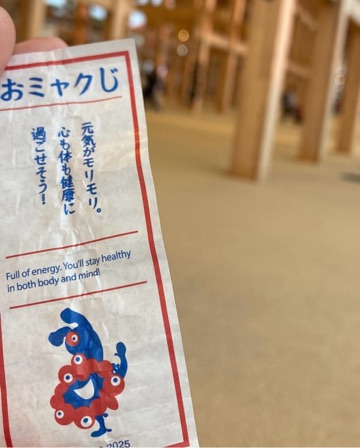 おミャクじ
元気がモリモリ。
心も体も健康に
過ごせそう!
Full of energy. You'll stay healthy
in both body and mind!
2025